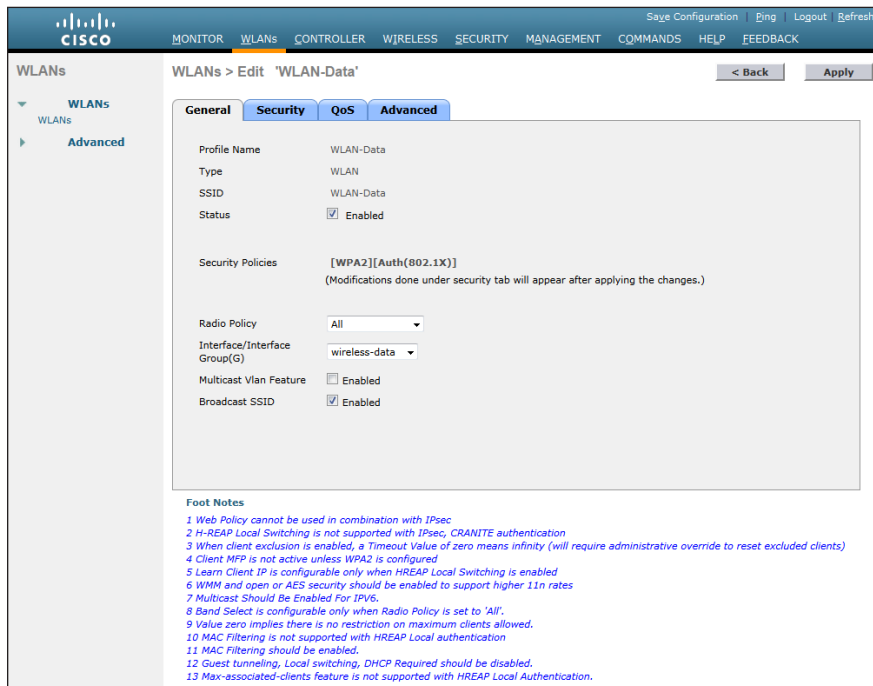 Save Configuration | Ping | Logout | Refresh
CISCO
MONITOR WLANs CONTROLLER WIRELESS SECURITY MANAGEMENT COMMANDS HELP FEEDBACK
WLANs
WLANs > Edit 'WLAN-Data'
< Back
Apply
WLANs
WLANs
Advanced
General Security QoS Advanced
Profile Name WLAN-Data
Type WLAN
SSID WLAN-Data
Status Enabled
Security Policies [WPA2][Auth(802.1X)]
(Modifications done under security tab will appear after applying the changes.)
Radio Policy All
Interface/Interface
Group(G) wireless-data
Multicast Vlan Feature Enabled
Broadcast SSID Enabled
Foot Notes
1 Web Policy cannot be used in combination with IPsec
2 H-REAP Local Switching is not supported with IPsec, CRANITE authentication
3 When client exclusion is enabled, a Timeout Value of zero means infinity (will require administrative override to reset excluded clients)
4 Client MFP is not active unless WPA2 is configured
5 Learn Client IP is configurable only when HREAP Local Switching is enabled
6 WMM and open or AES security should be enabled to support higher 11n rates
7 Multicast Should Be Enabled For IPV6.
8 Band Select is configurable only when Radio Policy is set to 'All'.
9 Value zero implies there is no restriction on maximum clients allowed.
10 MAC Filtering is not supported with HREAP Local authentication
11 MAC Filtering should be enabled.
12 Guest tunneling, Local switching, DHCP Required should be disabled.
13 Max-associated-clients feature is not supported with HREAP Local Authentication.